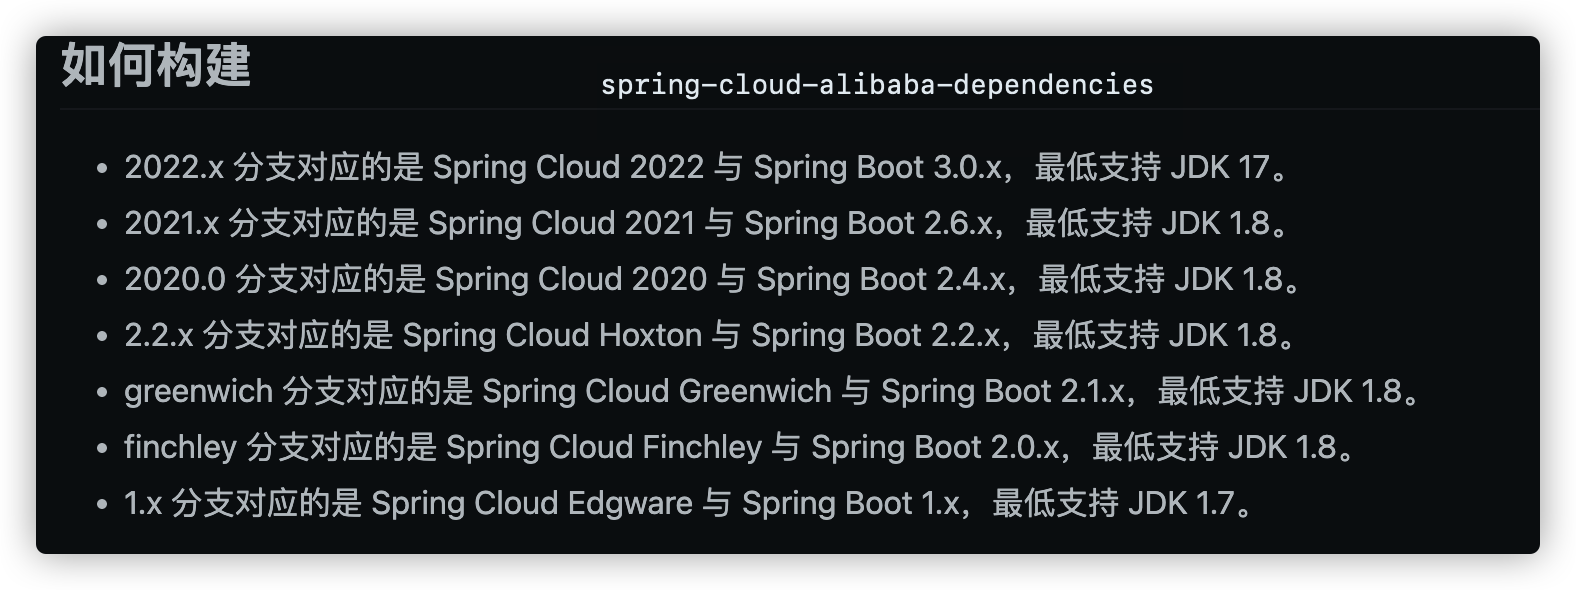 如何构建
spring-cloud-alibaba-dependencies
• 2022.x 分支对应的是 Spring Cloud 2022 与 Spring Boot 3.0.x，最低支持 JDK 17。
• 2021.x 分支对应的是 Spring Cloud 2021 与 Spring Boot 2.6.x，最低支持 JDK 1.8。
• 2020.0 分支对应的是 Spring Cloud 2020 与 Spring Boot 2.4.x，最低支持 JDK 1.8。
• 2.2.x 分支对应的是 Spring Cloud Hoxton 与 Spring Boot 2.2.x，最低支持 JDK 1.8。
• greenwich 分支对应的是 Spring Cloud Greenwich 与 Spring Boot 2.1.x，最低支持 JDK 1.8。
• finchley 分支对应的是 Spring Cloud Finchley 与 Spring Boot 2.0.x，最低支持 JDK 1.8。
• 1.x 分支对应的是 Spring Cloud Edgware 与 Spring Boot 1.x，最低支持 JDK 1.7。